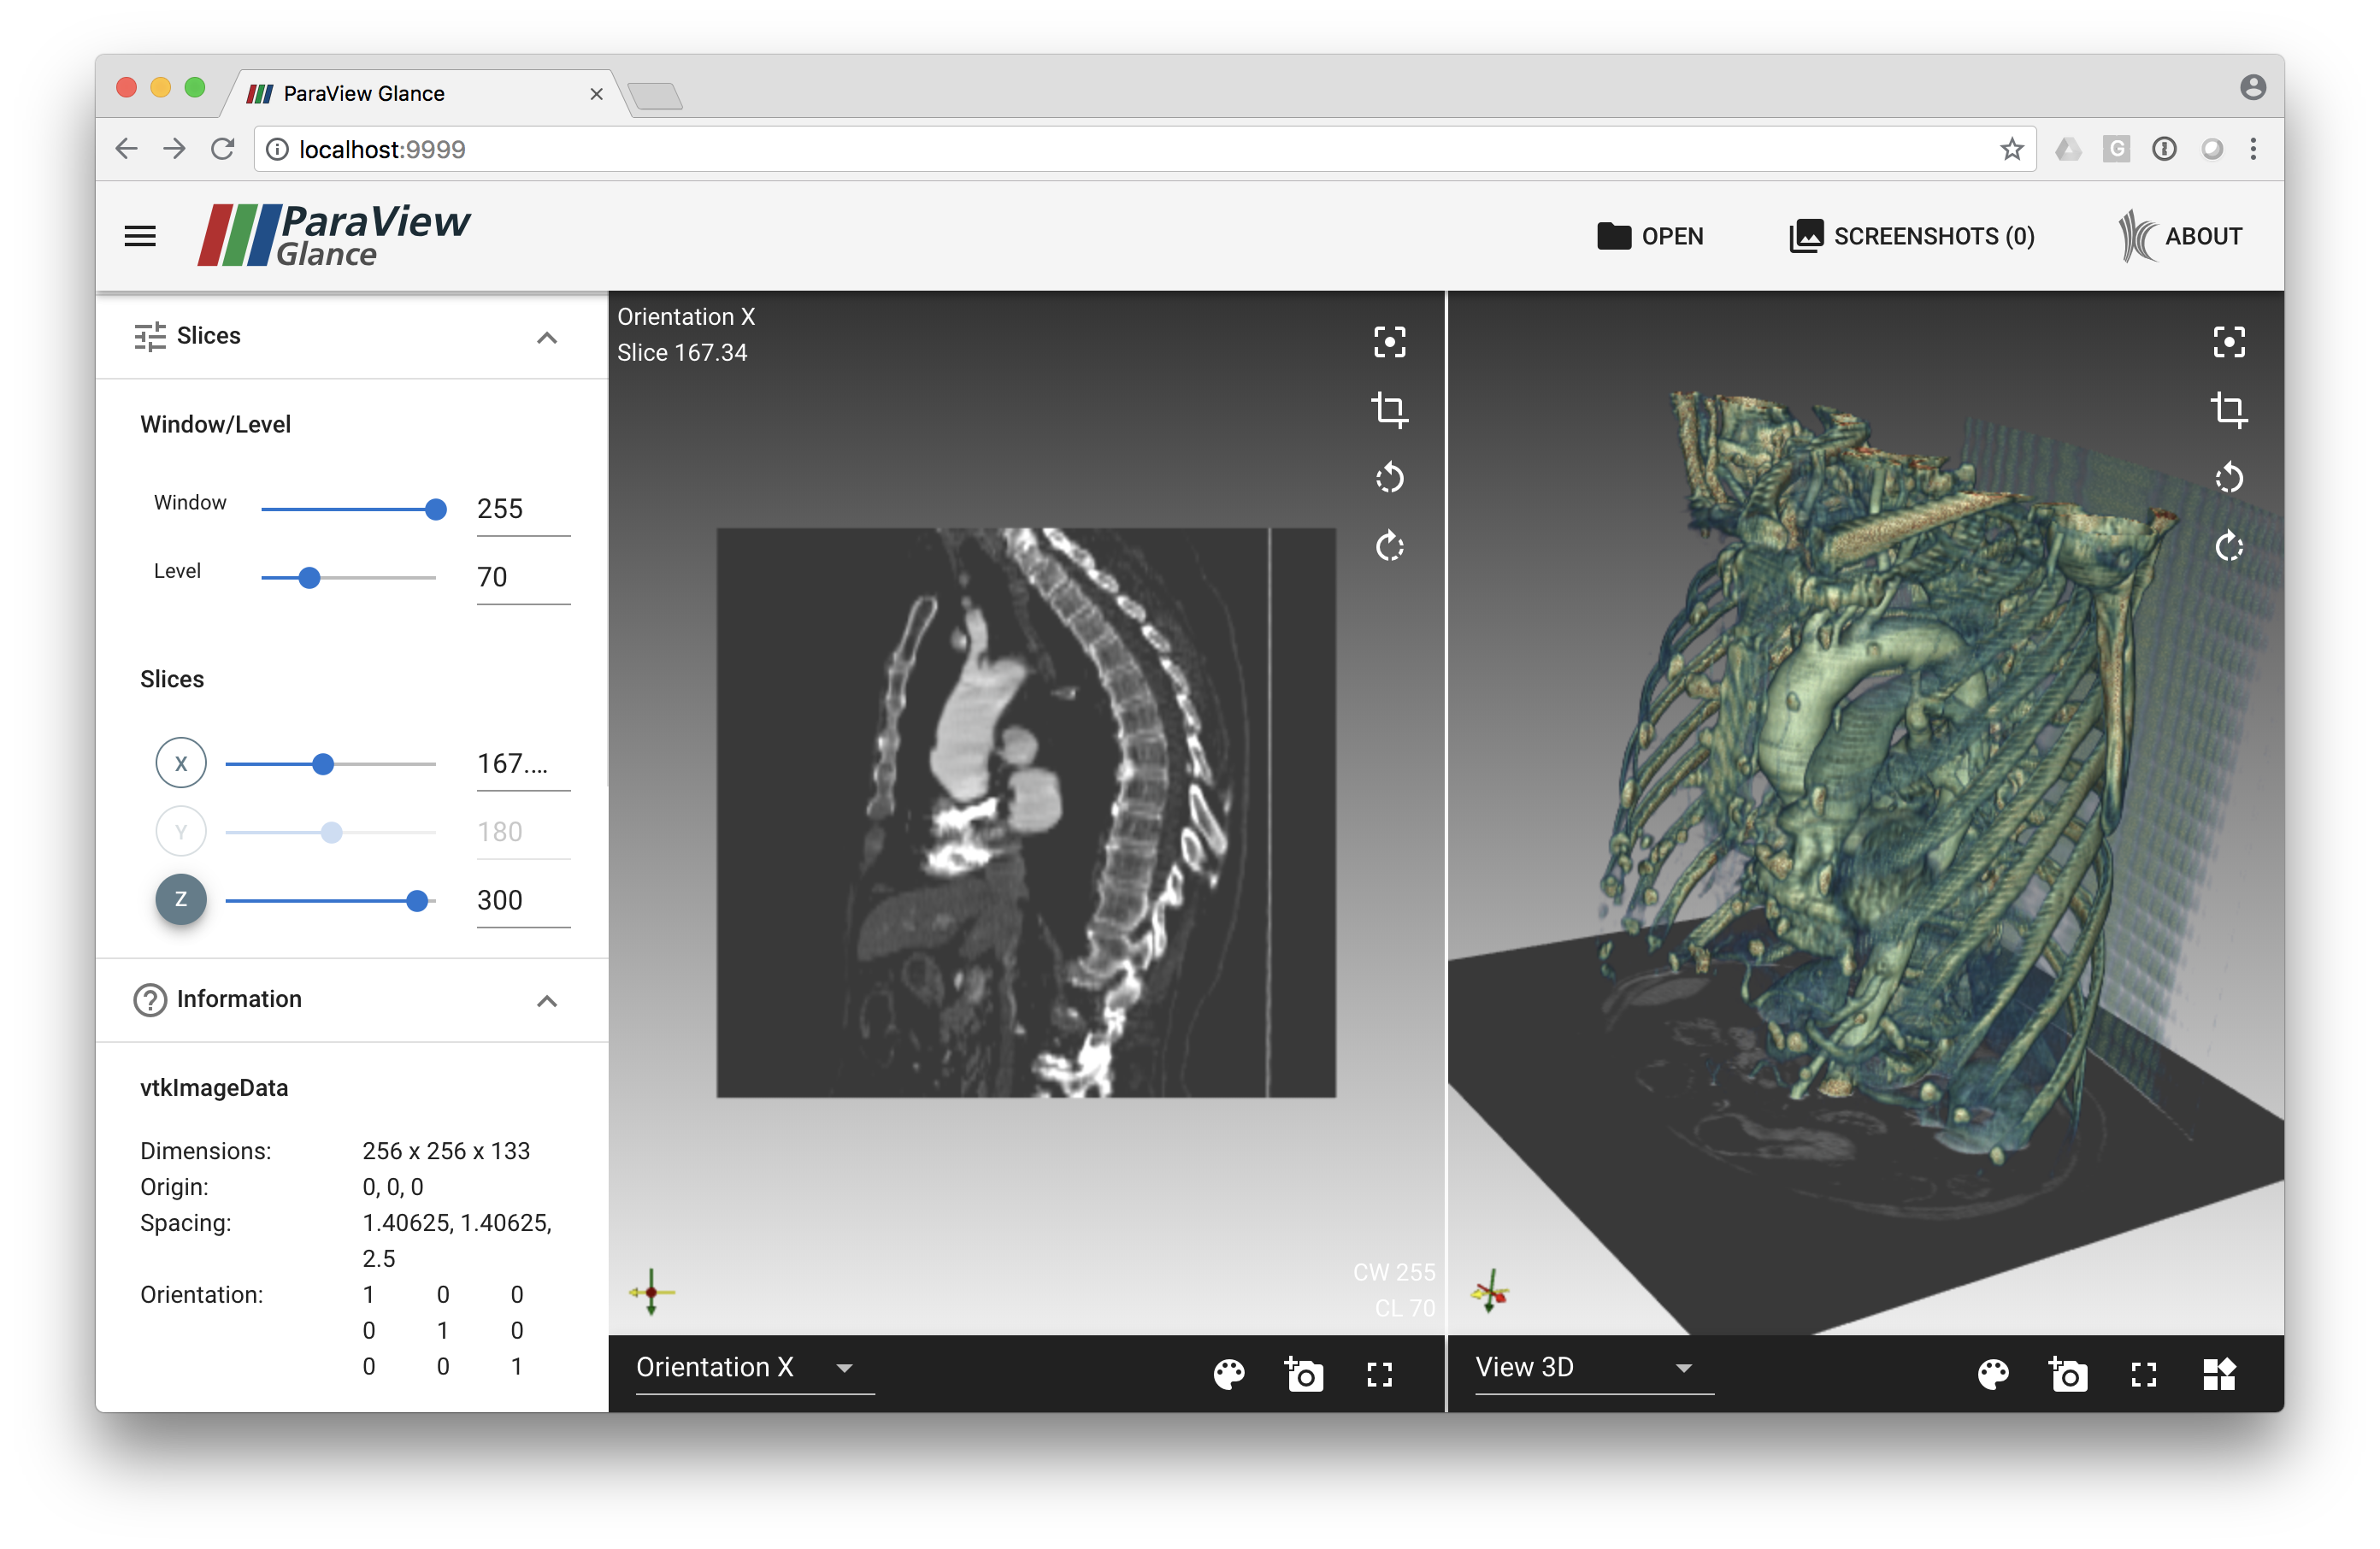 ParaView Glance
localhost:9999
ParaView
Glance
OPEN
SCREENSHOTS (0)
ABOUT
Slices
Window/Level
Window 255
Level 70
Slices
X 167....
Y 180
Z 300
Information
vtkImageData
Dimensions: 256 x 256 x 133
Origin: 0, 0, 0
Spacing: 1.40625, 1.40625,
2.5
Orientation: 1 0 0
0 1 0
0 0 1
Orientation X
Slice 167.34
CW 255
CL 70
Orientation X
View 3D
G